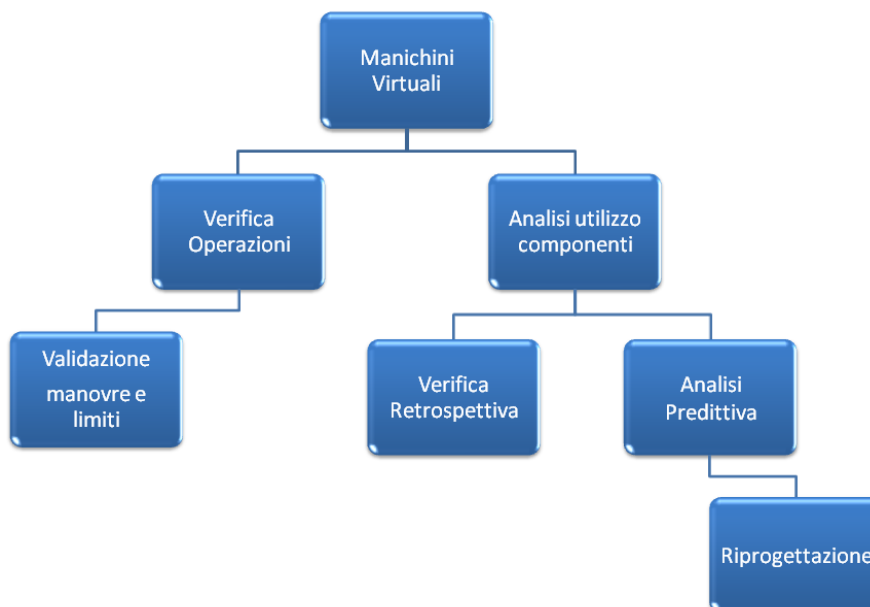 Manichini
Virtuali
Verifica
Operazioni
Analisi utilizzo
componenti
Validazione
manovre e
limiti
Verifica
Retrospettiva
Analisi
Predittiva
Riprogettazione